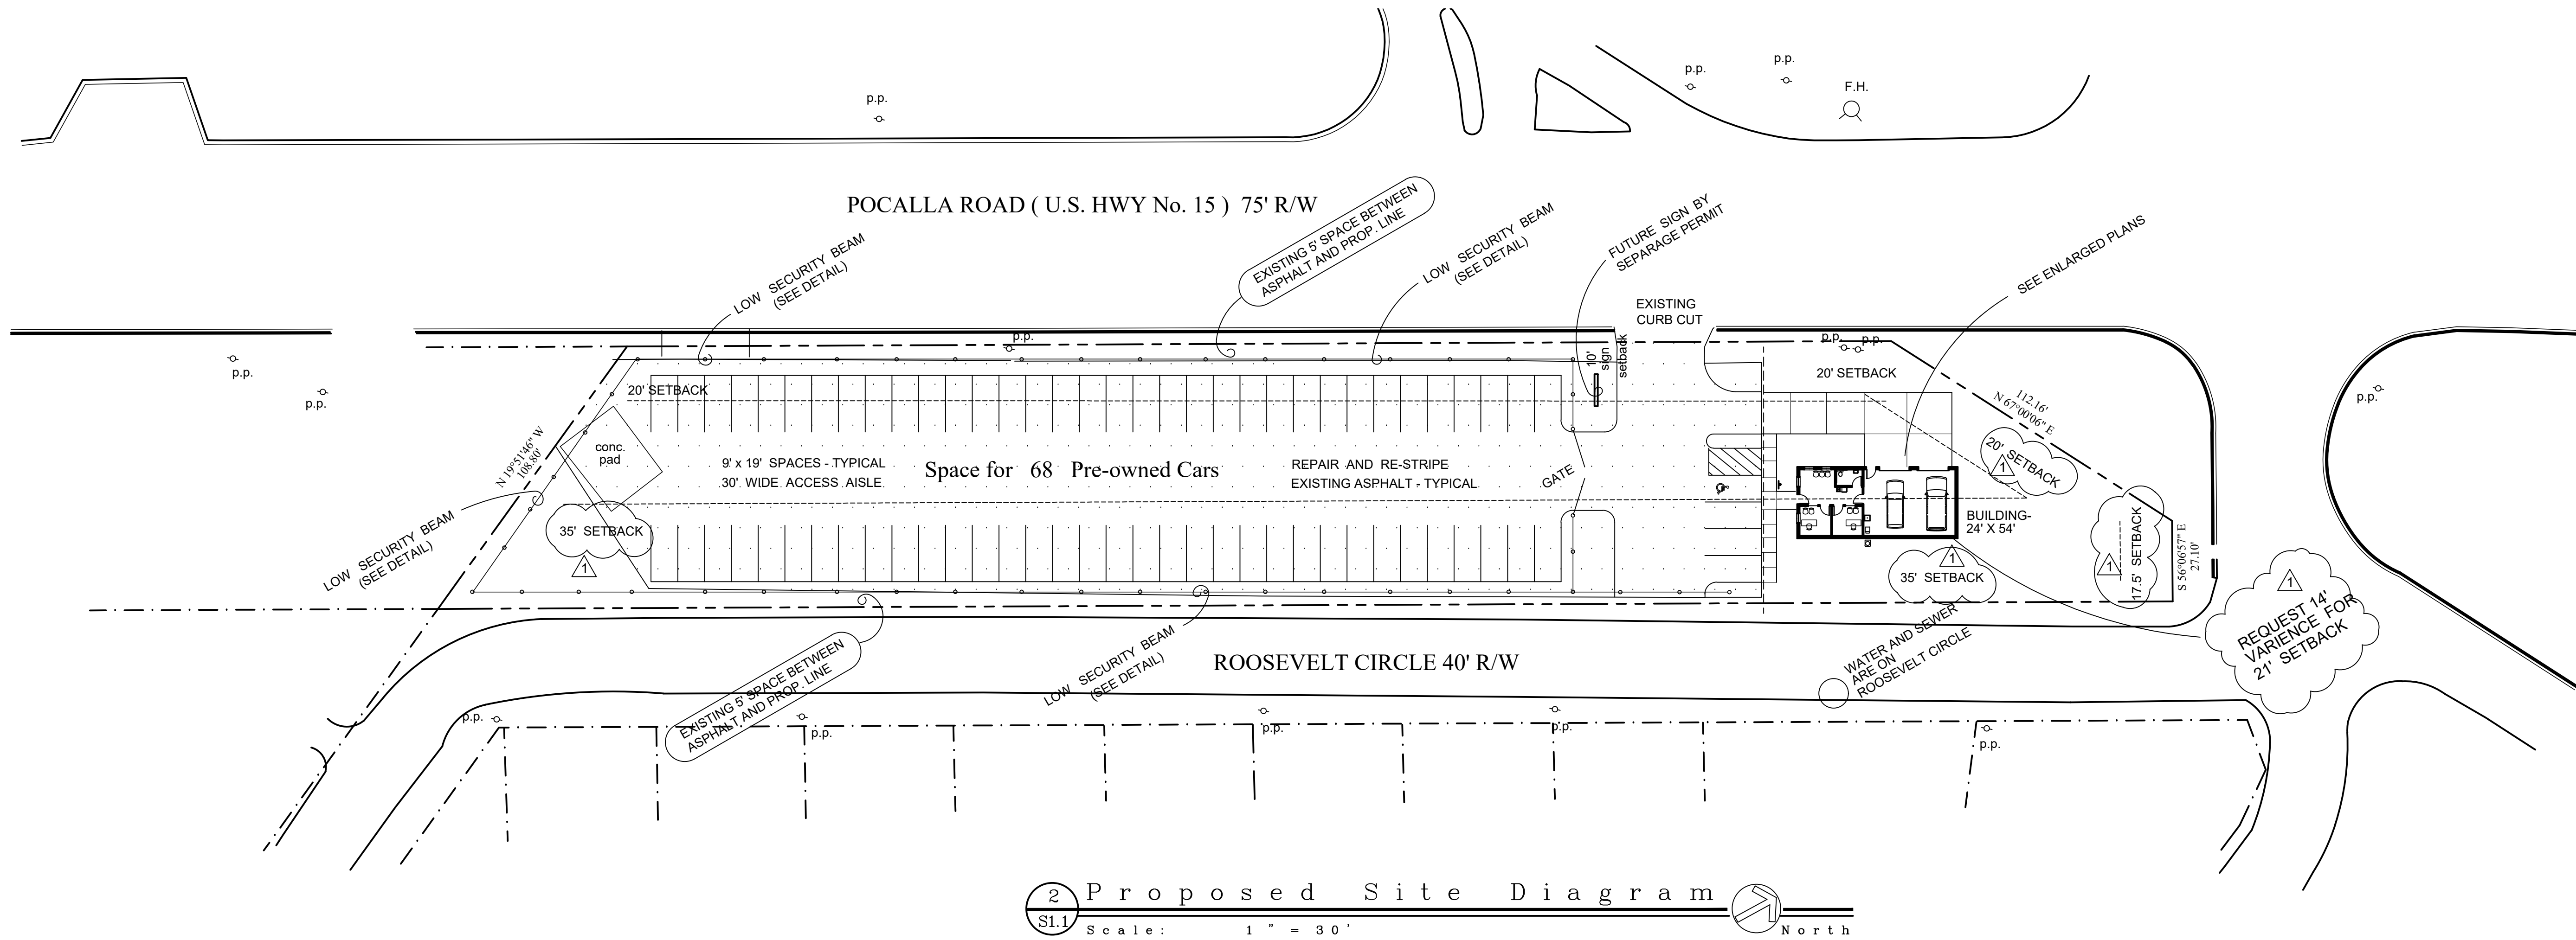 p.p.
p.p.
p.p.
F.H.
POCALLA ROAD ( U.S. HWY No. 15 ) 75' R/W
LOW SECURITY BEAM
(SEE DETAIL)
EXISTING 5' SPACE BETWEEN
ASPHALT AND PROP. LINE
LOW SECURITY BEAM
(SEE DETAIL)
FUTURE SIGN BY
SEPARAGE PERMIT
SEE ENLARGED PLANS
EXISTING
CURB CUT
p.p.
p.p.
p.p.
p.p.
p.p.
p.p.
10'
sign
setback
20' SETBACK
20' SETBACK
112.16'
N 67°00'06" E
N 19°51'46" W
108.80'
conc.
pad
9' x 19' SPACES - TYPICAL
30' WIDE ACCESS AISLE
Space for 68 Pre-owned Cars
REPAIR AND RE-STRIPE
EXISTING ASPHALT - TYPICAL
GATE
20' SETBACK
1
BUILDING-
24' X 54'
35' SETBACK
1
1
35' SETBACK
17.5' SETBACK
1
S 56°06'57" E
27.10'
LOW SECURITY BEAM
(SEE DETAIL)
1
REQUEST 14'
VARIENCE FOR
21' SETBACK
EXISTING 5' SPACE BETWEEN
ASPHALT AND PROP. LINE
LOW SECURITY BEAM
(SEE DETAIL)
ROOSEVELT CIRCLE 40' R/W
WATER AND SEWER
ARE ON
ROOSEVELT CIRCLE
p.p.
p.p.
p.p.
p.p.
p.p.
2
S1.1
Proposed Site Diagram
Scale: 1 " = 30'
North